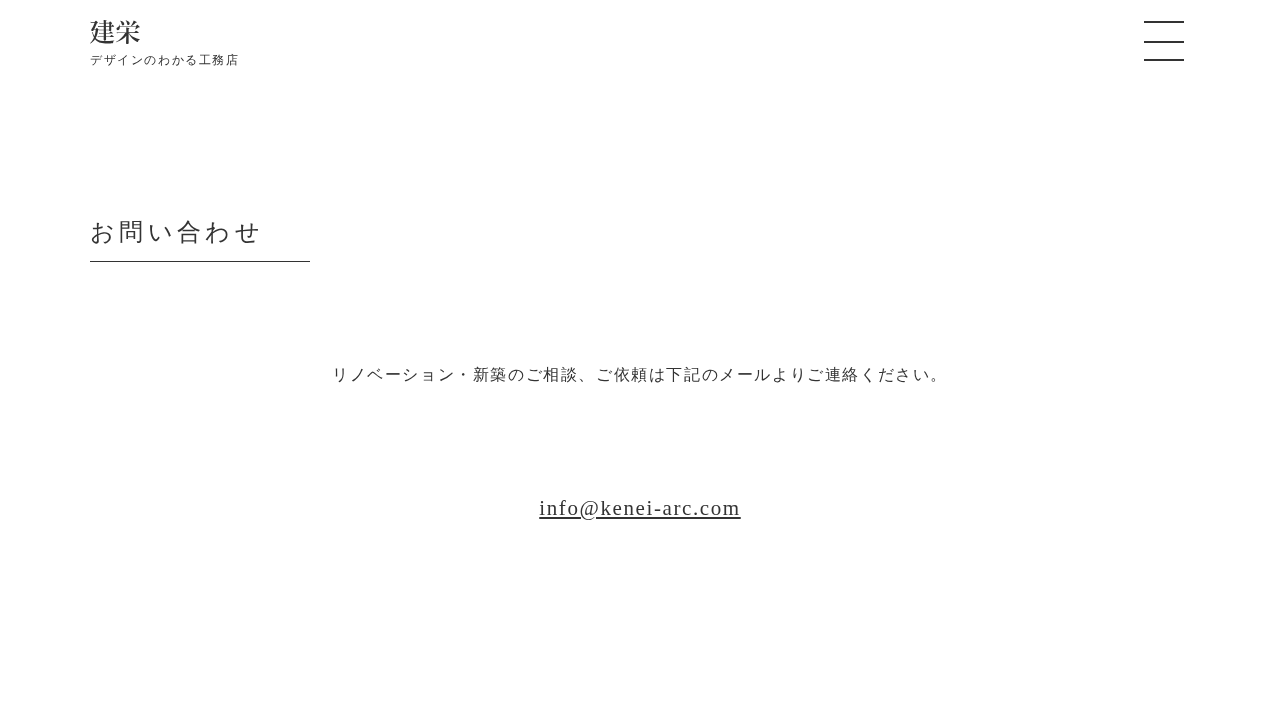 建栄
デザインのわかる工務店
お問い合わせ
リノベーション・新築のご相談、ご依頼は下記のメールよりご連絡ください。
info@kenei-arc.com